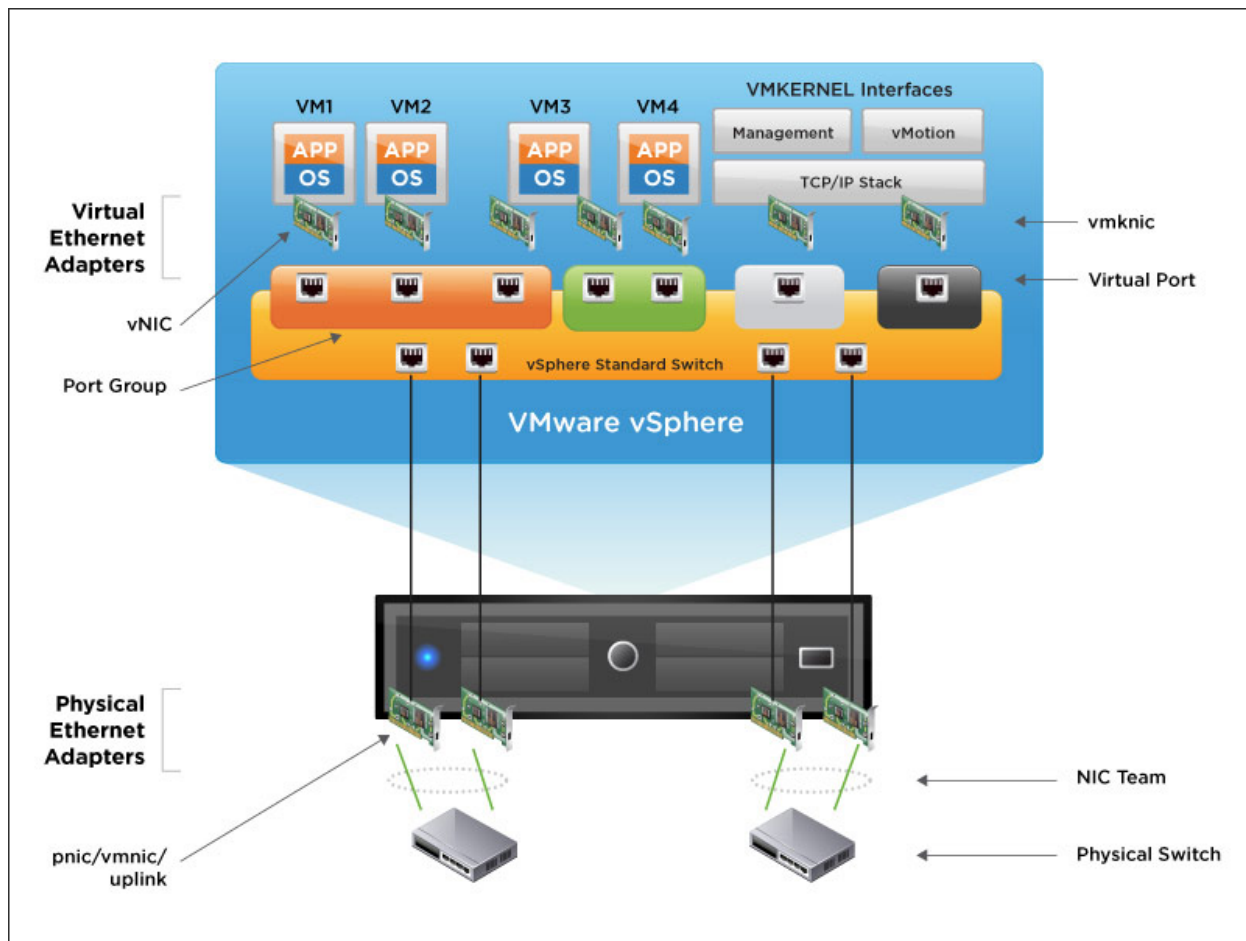 VMKERNEL Interfaces
VM1
VM2
VM3
VM4
Management
vMotion
APP
OS
APP
OS
APP
OS
APP
OS
TCP/IP Stack
Virtual
Ethernet
Adapters
vmknic
Virtual Port
vNIC
Port Group
vSphere Standard Switch
VMware vSphere
Physical
Ethernet
Adapters
NIC Team
pnic/vmnic/
uplink
Physical Switch